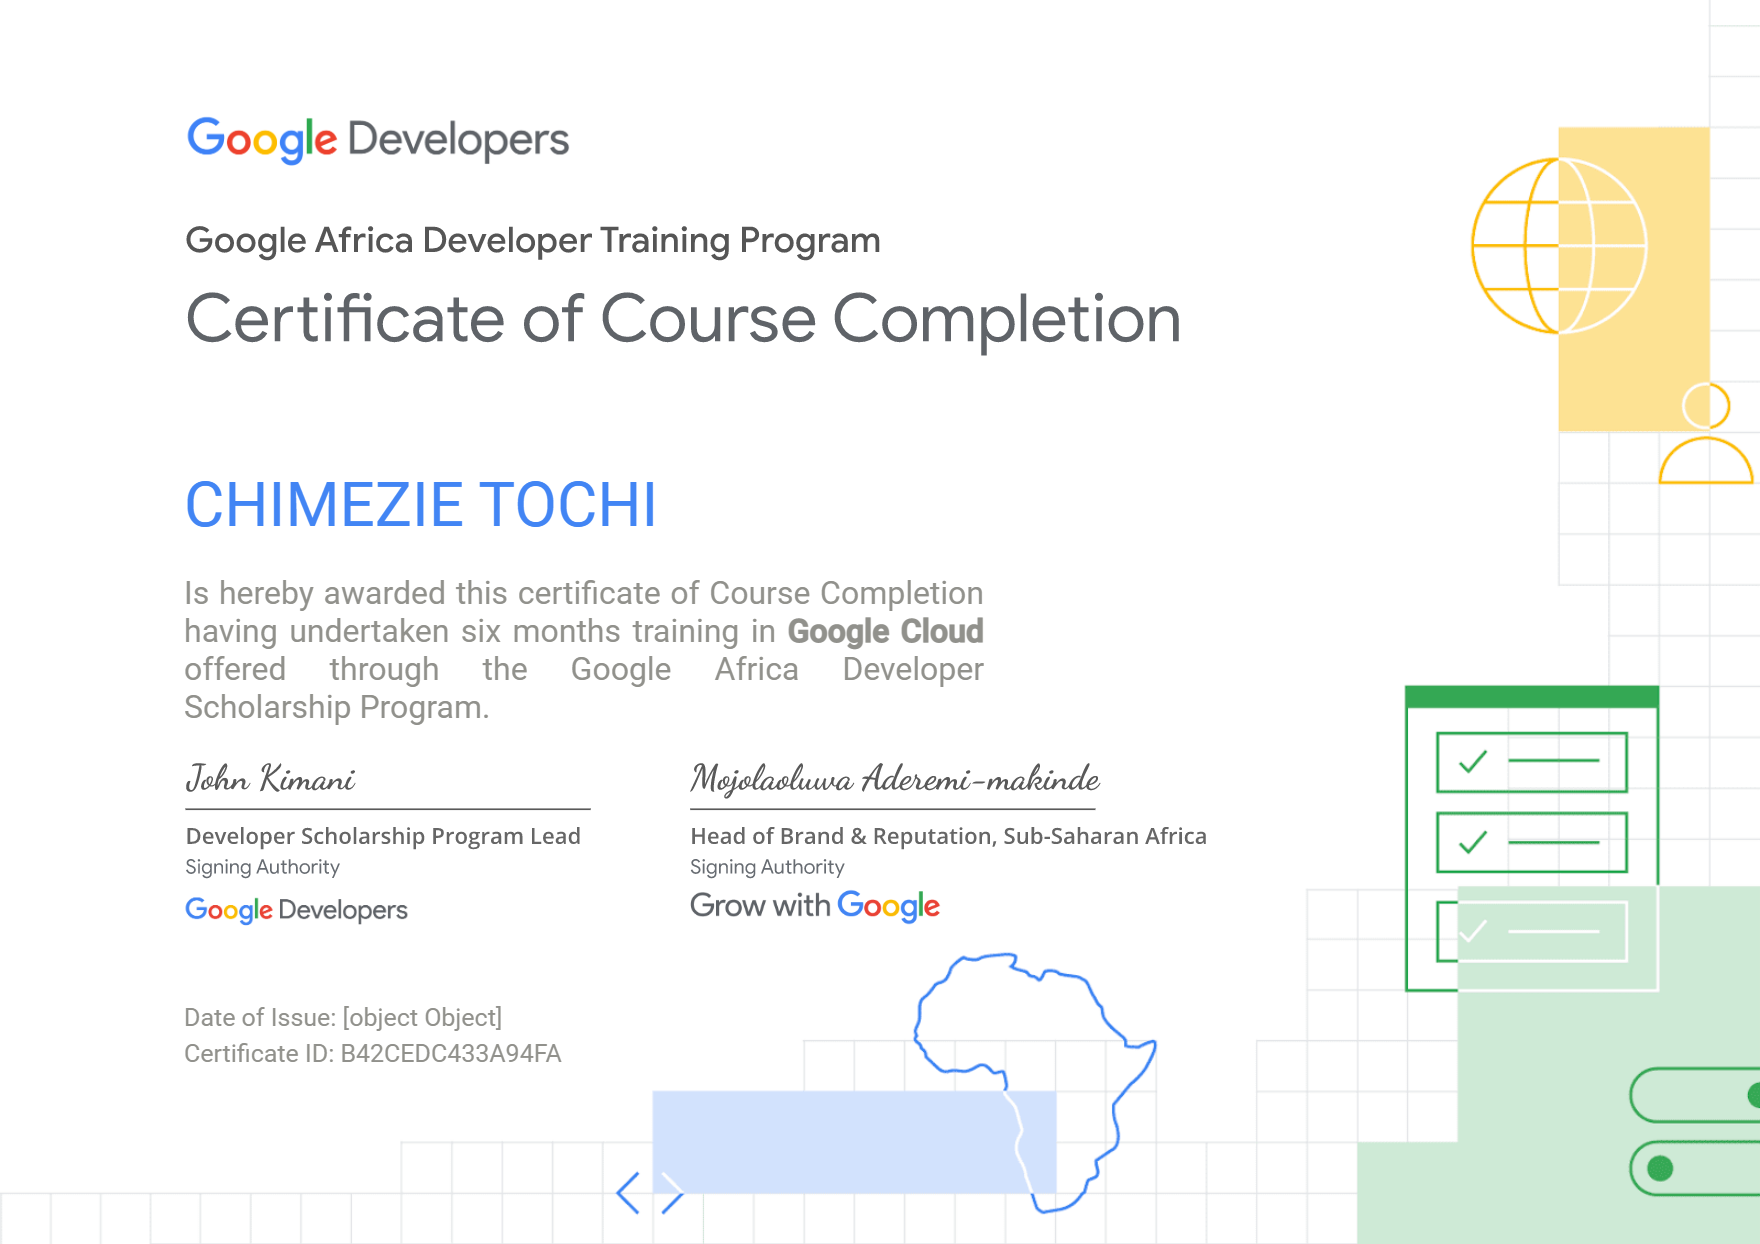 Google Developers
Google Africa Developer Training Program
Certificate of Course Completion
CHIMEZIE TOCHI
Is hereby awarded this certificate of Course Completion
having undertaken six months training in Google Cloud
offered through the Google Africa Developer
Scholarship Program.
John Kimani
Developer Scholarship Program Lead
Signing Authority
Google Developers
Mojolaoluwa Aderemi-makinde
Head of Brand & Reputation, Sub-Saharan Africa
Signing Authority
Grow with Google
Date of Issue: [object Object]
Certificate ID: B42CEDC433A94FA